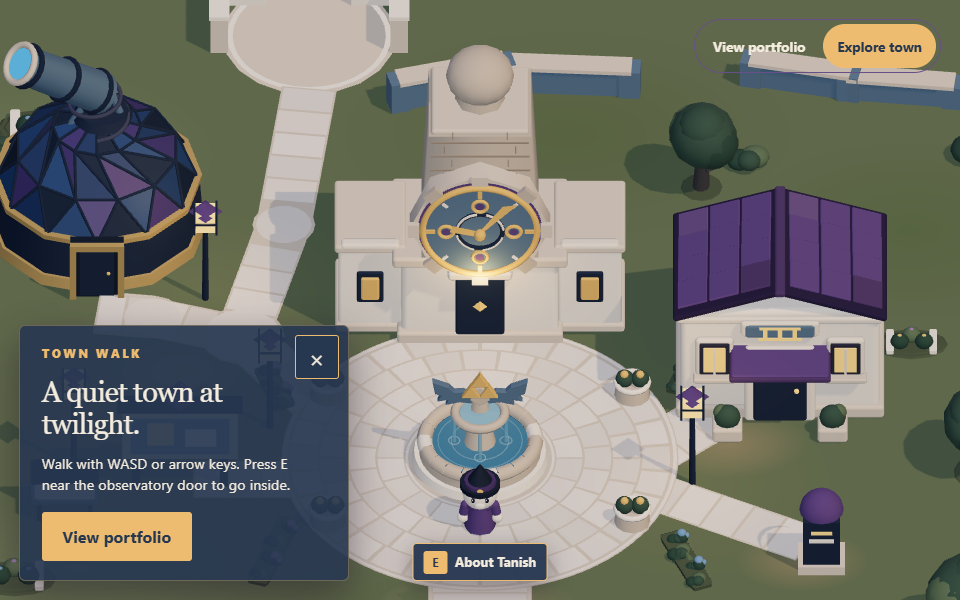 View portfolio
Explore town
TOWN WALK
×
A quiet town at
twilight.
Walk with WASD or arrow keys. Press E
near the observatory door to go inside.
View portfolio
E About Tanish